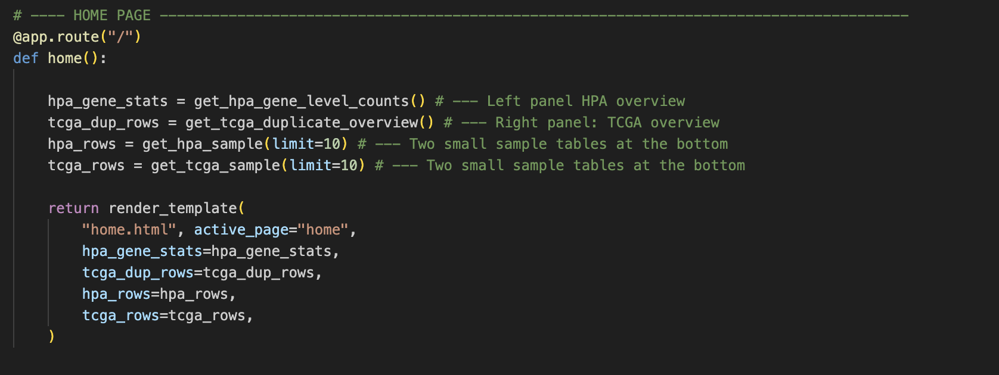 # ---- HOME PAGE ---------------------------------------------------------------------------------------
@app.route("/")
def home():
hpa_gene_stats = get_hpa_gene_level_counts() # --- Left panel HPA overview
tcga_dup_rows = get_tcga_duplicate_overview() # --- Right panel: TCGA overview
hpa_rows = get_hpa_sample(limit=10) # --- Two small sample tables at the bottom
tcga_rows = get_tcga_sample(limit=10) # --- Two small sample tables at the bottom
return render_template(
"home.html", active_page="home",
hpa_gene_stats=hpa_gene_stats,
tcga_dup_rows=tcga_dup_rows,
hpa_rows=hpa_rows,
tcga_rows=tcga_rows,
)